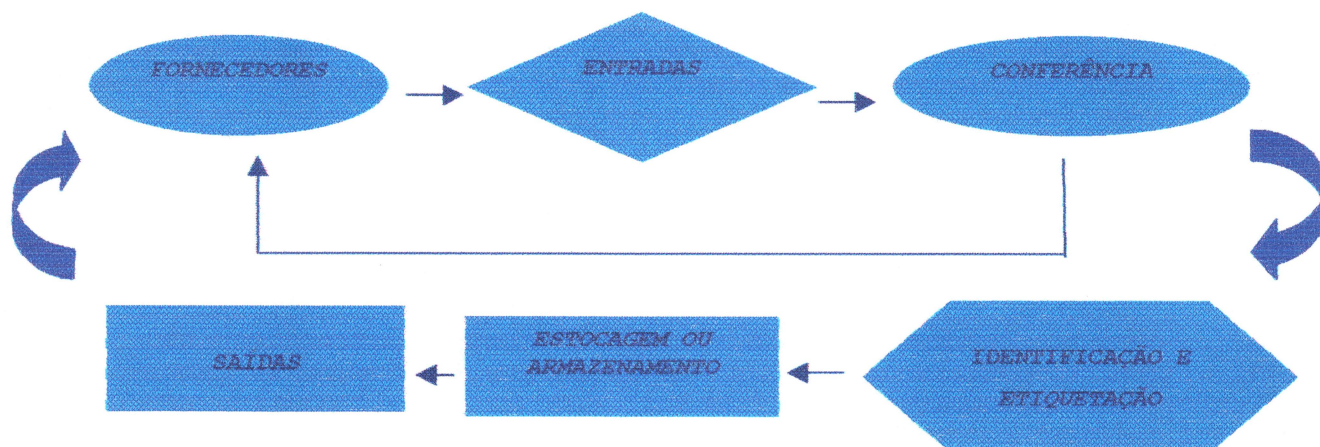 FORNECEDORES
ENTRADAS
CONFERÊNCIA
SAÍDAS
ESTOCAGEM OU
ARMAZENAMENTO
IDENTIFICAÇÃO E
ETIQUETAÇÃO